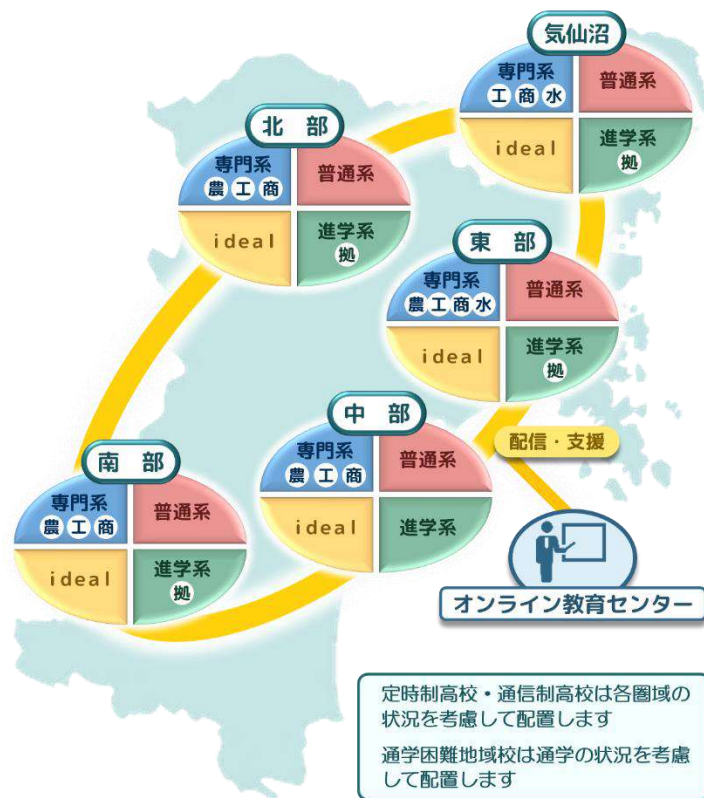 気仙沼
専門系
工 商 水
普通系
ideal
進学系
拠
北 部
専門系
農 工 商
普通系
ideal
進学系
拠
東 部
専門系
農 工 商 水
普通系
ideal
進学系
拠
中 部
専門系
農 工 商
普通系
ideal
進学系
南 部
専門系
農 工 商
普通系
ideal
進学系
拠
配信・支援
オンライン教育センター
定時制高校・通信制高校は各圏域の
状況を考慮して配置します
通学困難地域校は通学の状況を考慮
して配置します